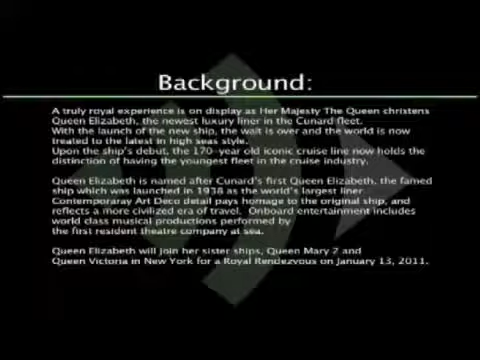 Background:
A truly royal experience is on display as Her Majesty The Queen christens
Queen Elizabeth, the newest luxury liner in the Cunard fleet.
With the launch of the new ship, the wait is over and the world is now
treated to the latest in high seas style.
Upon the ship's debut, the 170-year old iconic cruise line now holds the
distinction of having the youngest fleet in the cruise industry.
Queen Elizabeth is named after Cunard's first Queen Elizabeth, the famed
ship which was launched in 1938 as the world's largest liner.
Contemporary Art Deco detail pays homage to the original ship, and
reflects a more civilized era of travel. Onboard entertainment includes
world class musical productions performed by
the first resident theatre company at sea.
Queen Elizabeth will join her sister ships, Queen Mary 2 and
Queen Victoria in New York for a Royal Rendezvous on January 13, 2011.